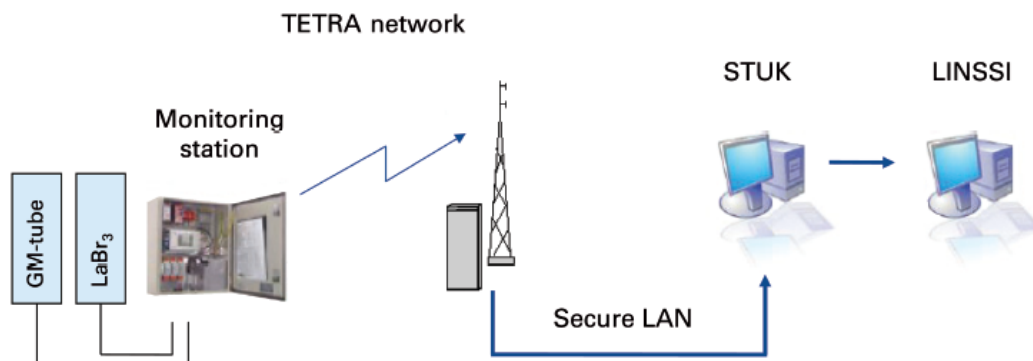 TETRA network
STUK
LINSSI
Monitoring
station
GM-tube
LaBr₃
Secure LAN